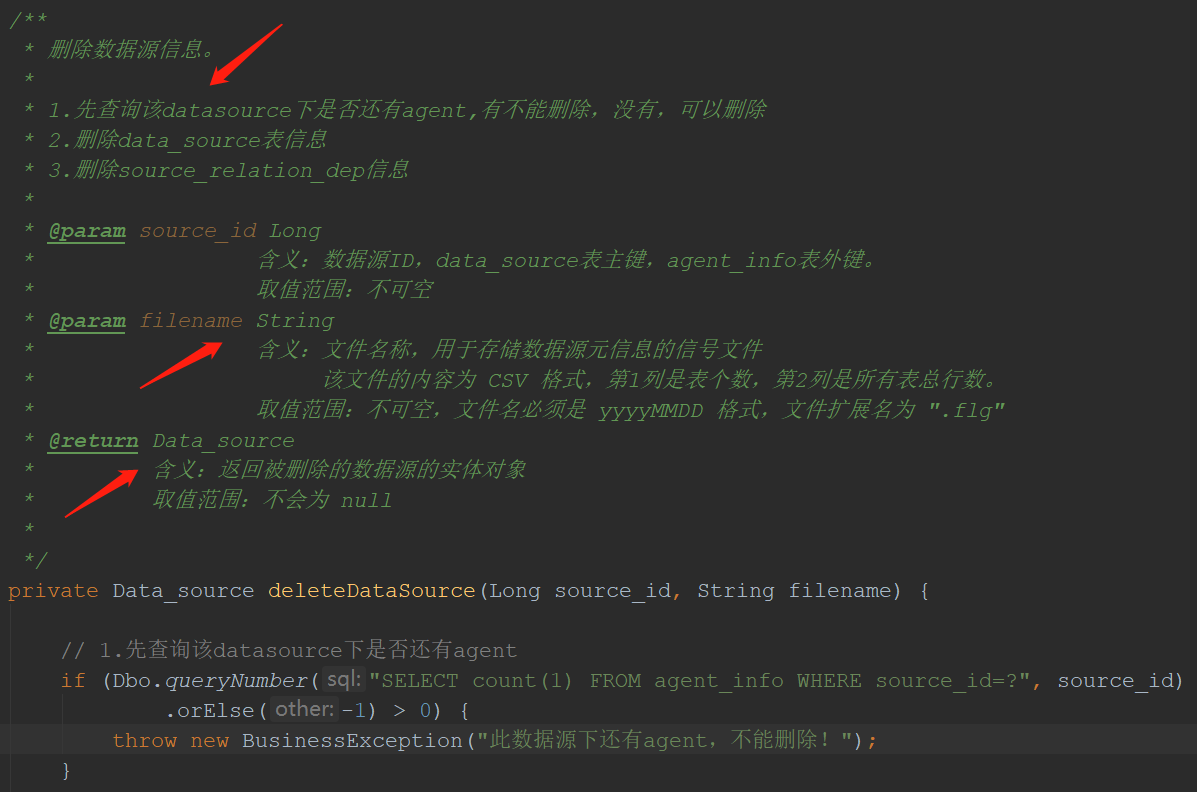 /**
* 删除数据源信息。
*
* 1.先查询该datasource下是否还有agent,有不能删除，没有，可以删除
* 2.删除data_source表信息
* 3.删除source_relation_dep信息
*
* @param source_id Long
* 含义：数据源ID，data_source表主键，agent_info表外键。
* 取值范围：不可空
* @param filename String
* 含义：文件名称，用于存储数据源元信息的信号文件
* 该文件的内容为 CSV 格式，第1列是表个数，第2列是所有表总行数。
* 取值范围：不可空，文件名必须是 yyyyMMDD 格式，文件扩展名为 ".flg"
* @return Data_source
* 含义：返回被删除的数据源的实体对象
* 取值范围：不会为 null
*
*/
private Data_source deleteDataSource(Long source_id, String filename) {
// 1.先查询该datasource下是否还有agent
if (Dbo.queryNumber( sql: "SELECT count(1) FROM agent_info WHERE source_id=?", source_id)
.orElse( other: -1) > 0) {
throw new BusinessException("此数据源下还有agent，不能删除！");
}